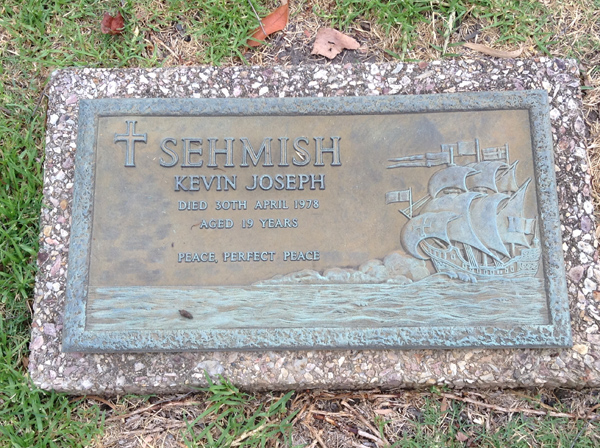 SEHMISH
KEVIN JOSEPH
DIED 30TH APRIL 1978
AGED 19 YEARS
PEACE, PERFECT PEACE